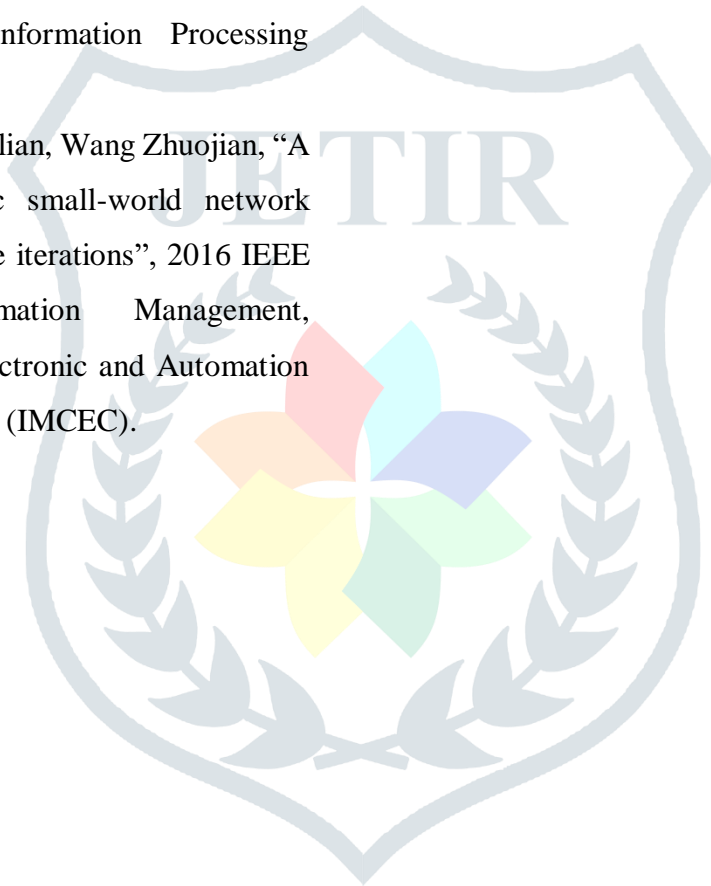 nformation Processing
lian, Wang Zhuojian, “A
small-world network
iterations”, 2016 IEEE
mation Management,
ctronic and Automation
(IMCEC).
JETIR